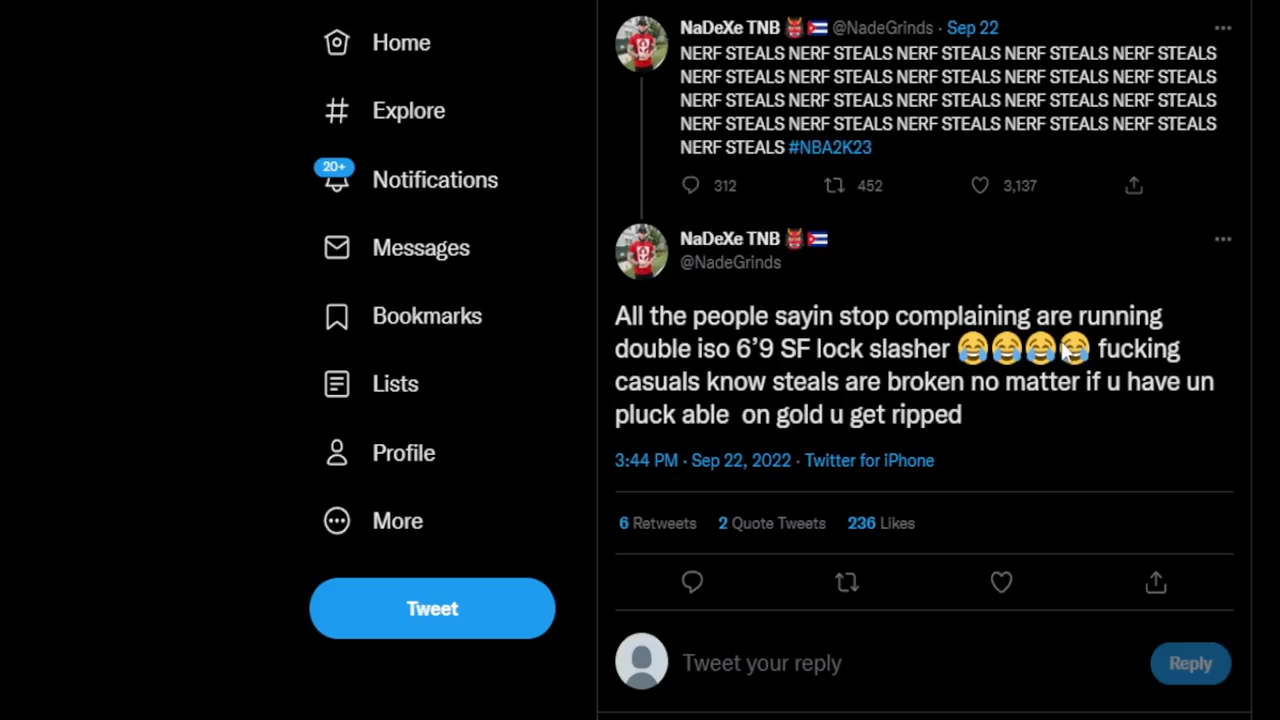 Home
Explore
20+
Notifications
Messages
Bookmarks
Lists
Profile
More
Tweet
NaDeXe TNB 👹🇨🇺 @NadeGrinds · Sep 22
NERF STEALS NERF STEALS NERF STEALS NERF STEALS NERF STEALS
NERF STEALS NERF STEALS NERF STEALS NERF STEALS NERF STEALS
NERF STEALS NERF STEALS NERF STEALS NERF STEALS NERF STEALS
NERF STEALS NERF STEALS NERF STEALS NERF STEALS NERF STEALS
NERF STEALS #NBA2K23
312 452 3,137
NaDeXe TNB 👹🇨🇺
@NadeGrinds
All the people sayin stop complaining are running
double iso 6’9 SF lock slasher 😂😂😂😂 fucking
casuals know steals are broken no matter if u have un
pluck able  on gold u get ripped
3:44 PM · Sep 22, 2022 · Twitter for iPhone
6 Retweets 2 Quote Tweets 236 Likes
Tweet your reply
Reply